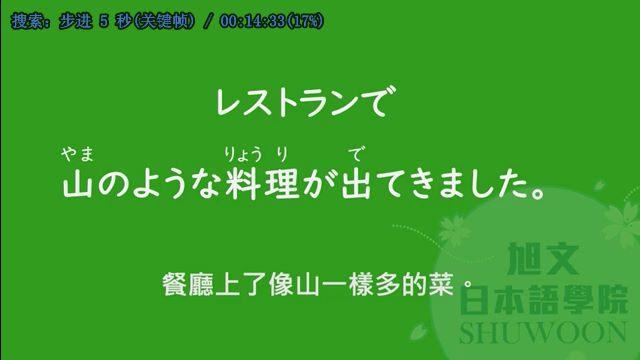 搜索: 步进 5 秒(关键帧) / 00:14:33(17%)
レストランで
やま りょう り で
山のような料理が出てきました。
餐廳上了像山一樣多的菜。
旭文
日本語學院
SHUWOON